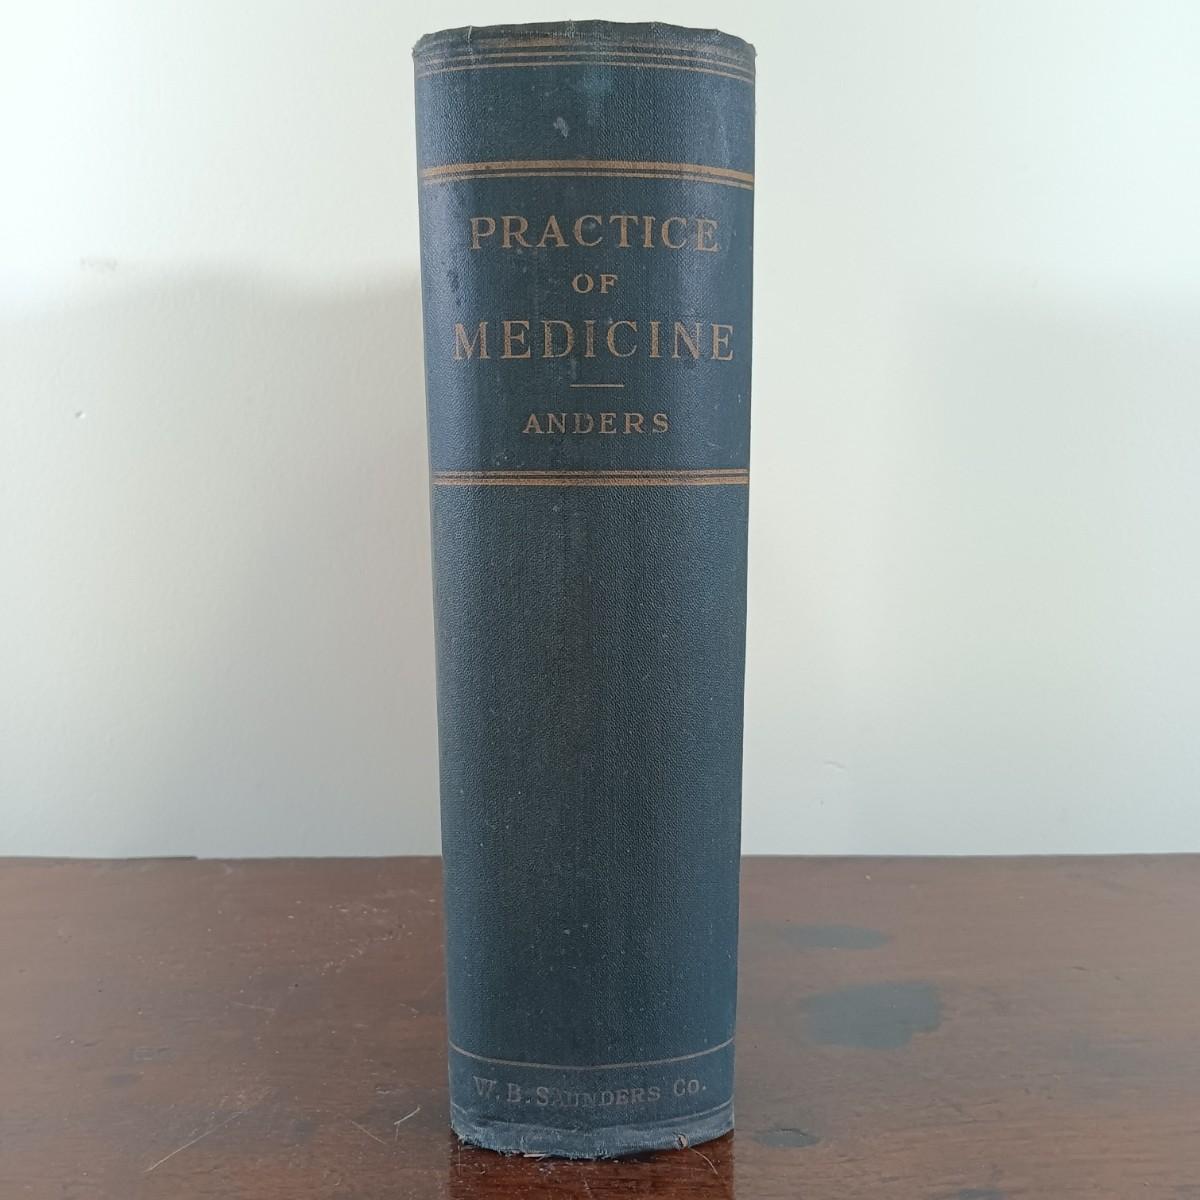 PRACTICE
OF
MEDICINE
ANDERS
W. B. SAUNDERS CO.